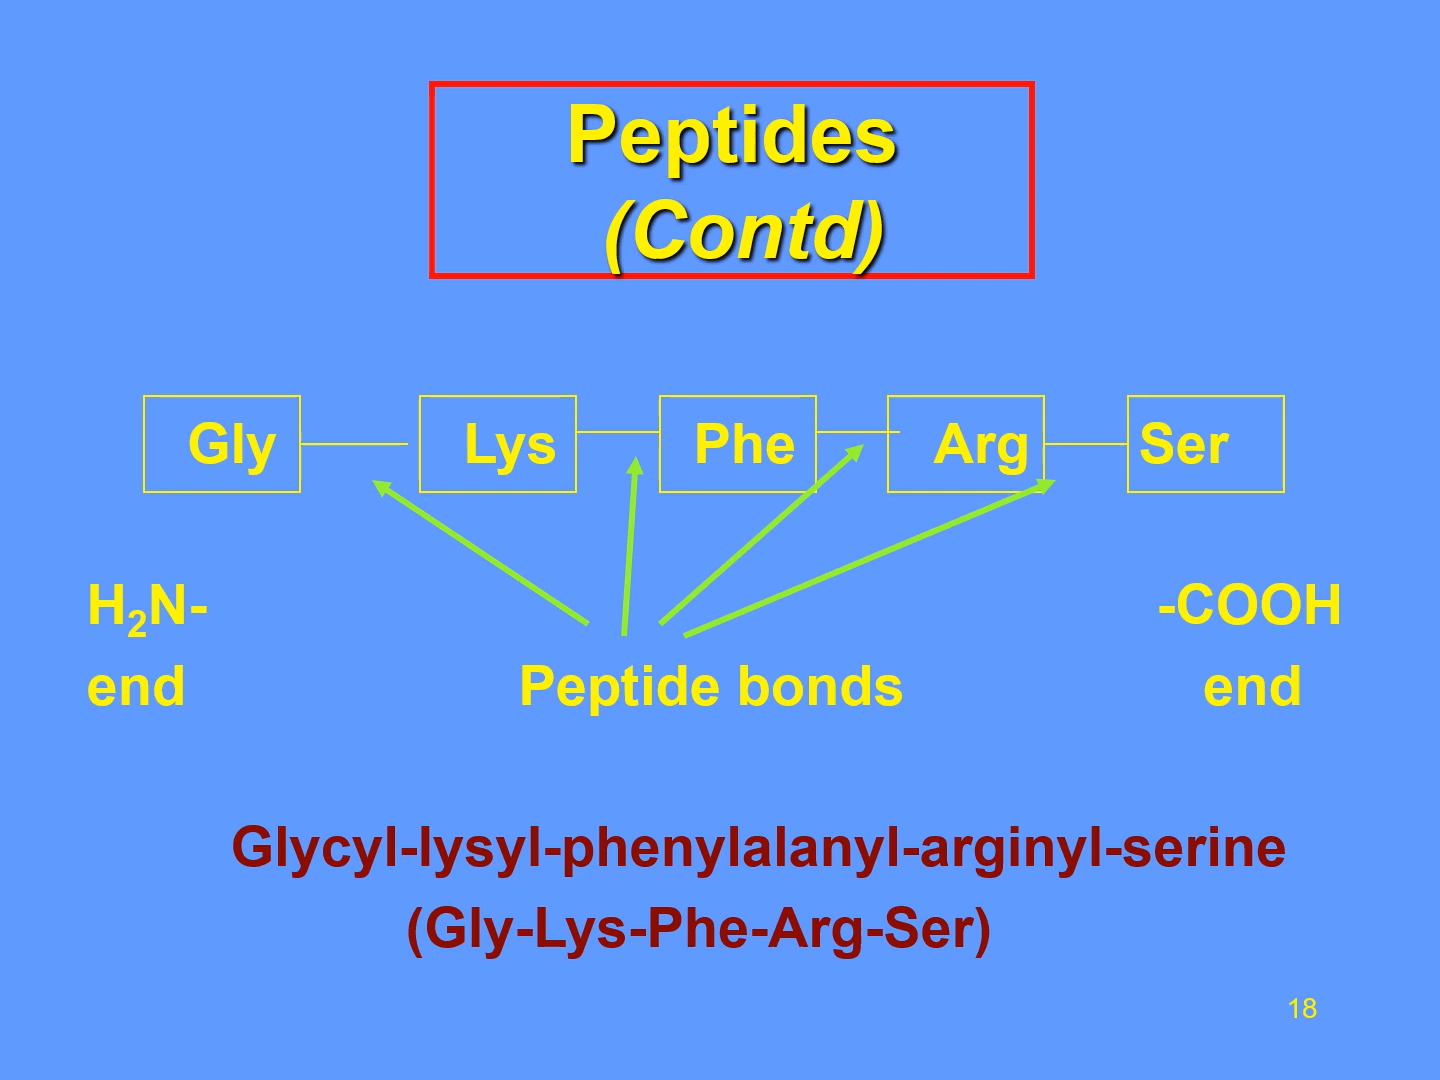 Peptides
(Contd)
Gly Lys Phe Arg Ser
H₂N- -COOH
end Peptide bonds end
Glycyl-lysyl-phenylalanyl-arginyl-serine
(Gly-Lys-Phe-Arg-Ser)
18